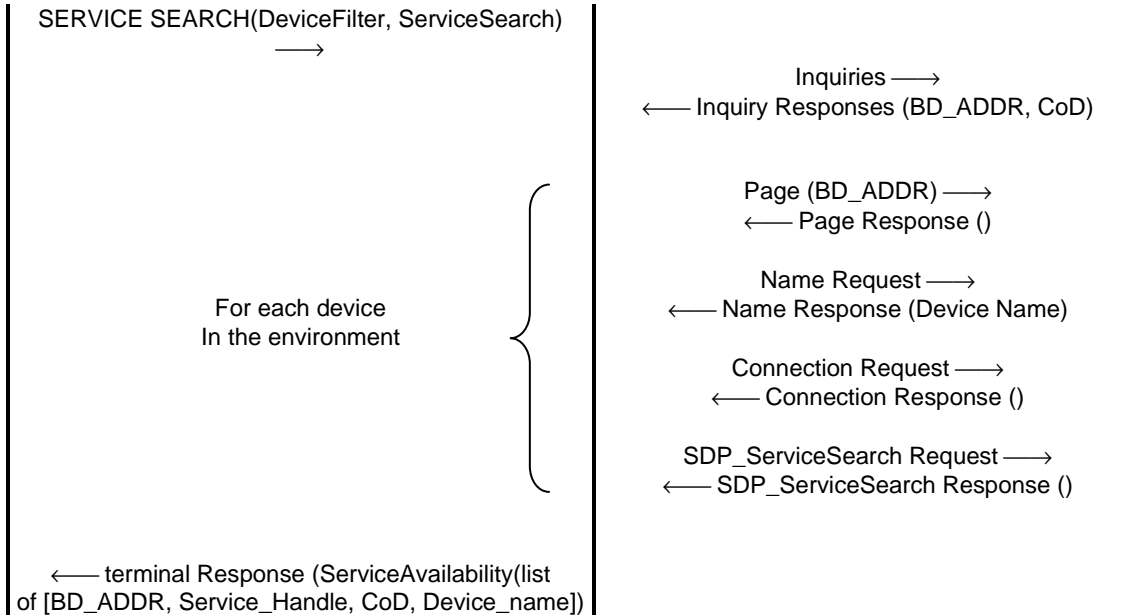 SERVICE SEARCH(DeviceFilter, ServiceSearch)
⟶
Inquiries ⟶
⟵ Inquiry Responses (BD_ADDR, CoD)
Page (BD_ADDR) ⟶
⟵ Page Response ()
Name Request ⟶
⟵ Name Response (Device Name)
For each device
In the environment
Connection Request ⟶
⟵ Connection Response ()
SDP_ServiceSearch Request ⟶
⟵ SDP_ServiceSearch Response ()
⟵ terminal Response (ServiceAvailability(list
of [BD_ADDR, Service_Handle, CoD, Device_name])